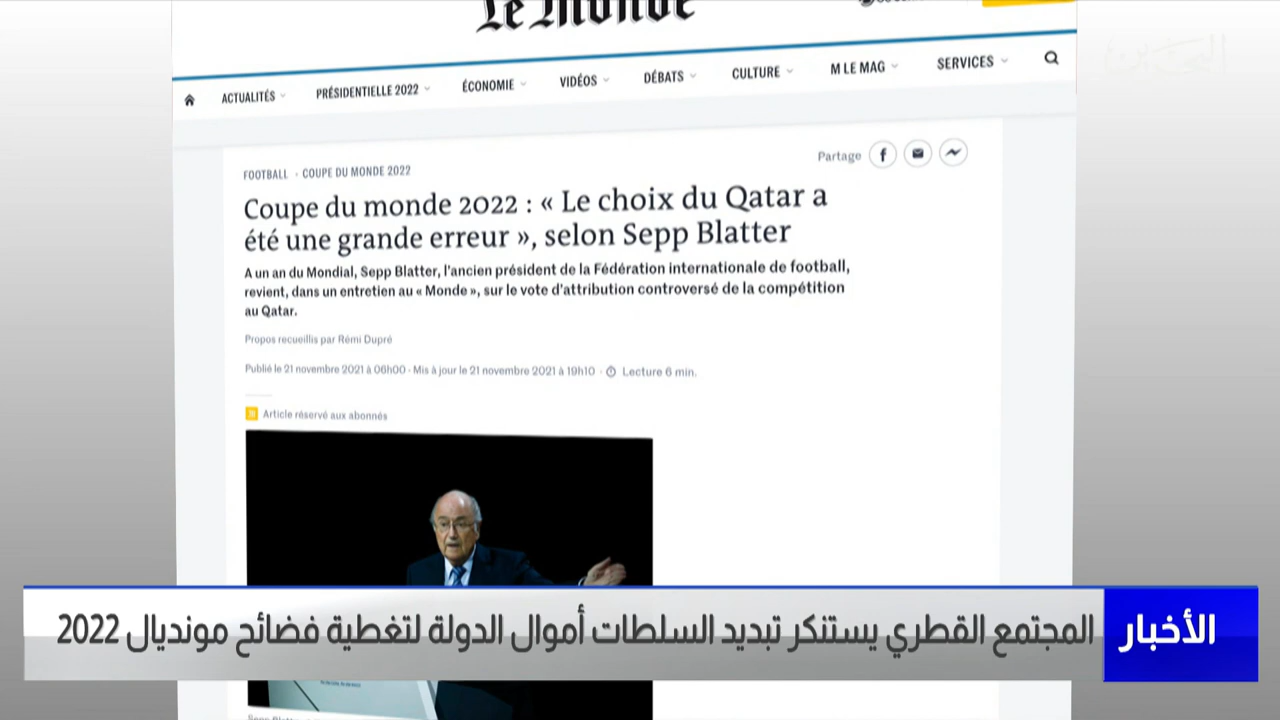 Le Monde
البحرين
ACTUALITÉS PRÉSIDENTIELLE 2022 ÉCONOMIE VIDÉOS DÉBATS CULTURE M LE MAG SERVICES
Partage
FOOTBALL · COUPE DU MONDE 2022
Coupe du monde 2022 : « Le choix du Qatar a
été une grande erreur », selon Sepp Blatter
A un an du Mondial, Sepp Blatter, l'ancien président de la Fédération internationale de football,
revient, dans un entretien au « Monde », sur le vote d'attribution controversé de la compétition
au Qatar.
Propos recueillis par Rémi Dupré
Publié le 21 novembre 2021 à 06h00 · Mis à jour le 21 novembre 2021 à 19h10 · Lecture 6 min.
Article réservé aux abonnés
الأخبار
المجتمع القطري يستنكر تبديد السلطات أموال الدولة لتغطية فضائح مونديال 2022